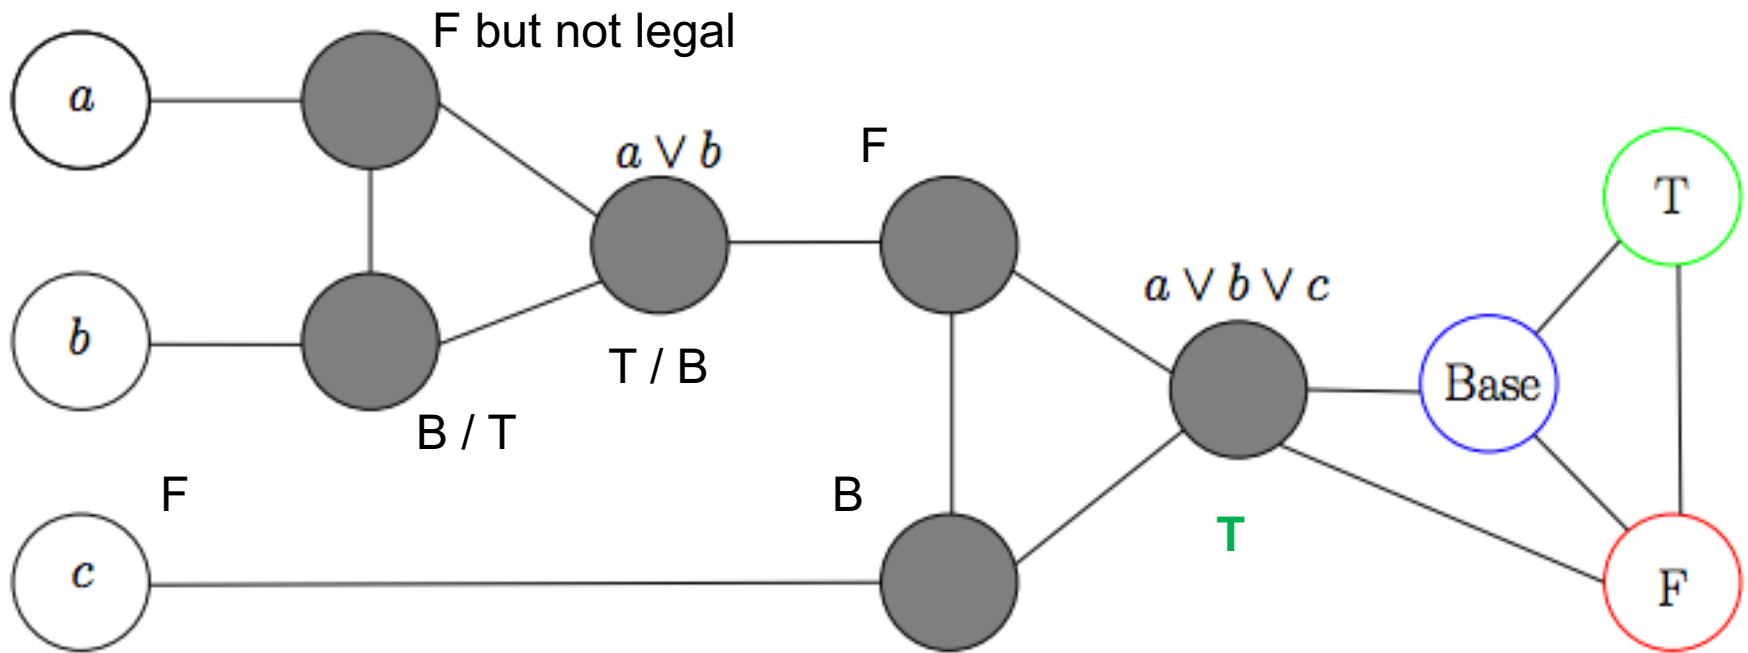 F but not legal
a
a ∨ b
F
T
b
a ∨ b ∨ c
T / B
Base
B / T
F
B
T
c
F